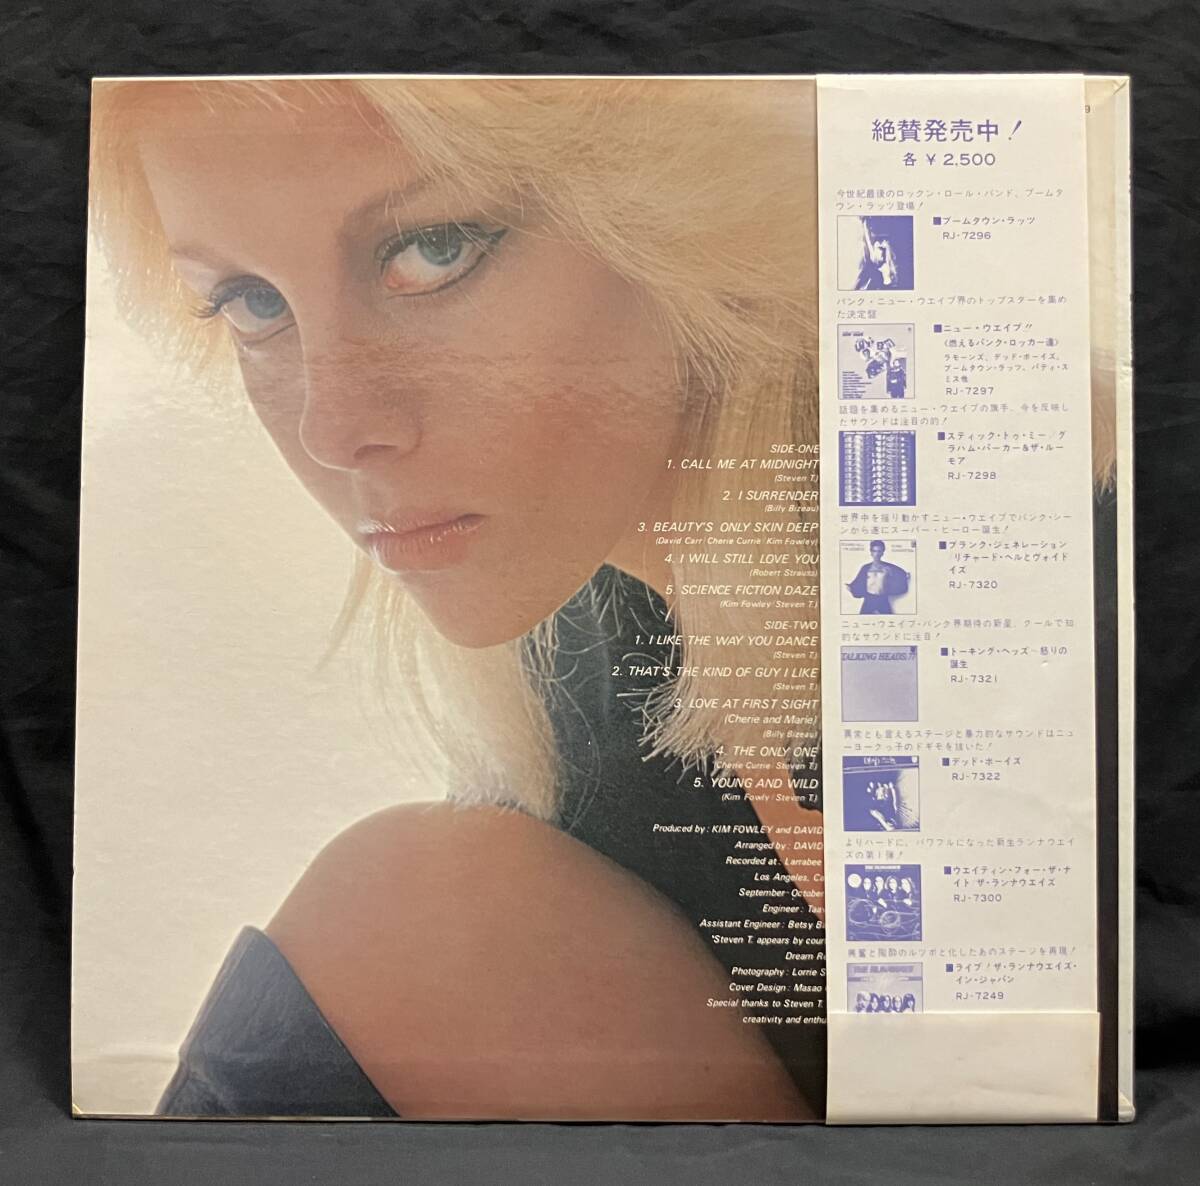 SIDE-ONE
1. CALL ME AT MIDNIGHT
(Steven T.)
2. I SURRENDER
(Billy Bizeau)
3. BEAUTY'S ONLY SKIN DEEP
(David Carr/Cherie Currie/Kim Fowley)
4. I WILL STILL LOVE YOU
(Robert Strauss)
5. SCIENCE FICTION DAZE
(Kim Fowley/Steven T.)
SIDE-TWO
1. I LIKE THE WAY YOU DANCE
(Steven T.)
2. THAT'S THE KIND OF GUY I LIKE
(Steven T.)
3. LOVE AT FIRST SIGHT
(Cherie and Marie)
(Billy Bizeau)
4. THE ONLY ONE
(Cherie Currie/Steven T.)
5. YOUNG AND WILD
(Kim Fowly/Steven T.)
Produced by: KIM FOWLEY and DAVID
Arranged by: DAVID
Recorded at: Larrabee
Los Angeles, Ca
September-October
Engineer: Taa
Assistant Engineer: Betsy B
"Steven T. appears by cour
Dream Re
Photography: Lorrie S
Cover Design: Masao
Special thanks to Steven T.
creativity and enthu
9
絶賛発売中!
各 ¥ 2,500
今世紀最後のロックン・ロール・バンド、ブームタ
ウン・ラッツ登場!
■ブームタウン・ラッツ
RJ-7296
パンク・ニュー・ウエイブ界のトップスターを集め
た決定盤
■ニュー・ウエイブ!!
(燃えるパンク・ロッカー達)
ラモーンズ、デッド・ボーイズ、
ブームタウン・ラッツ、パティ・ス
ミス他
RJ-7297
話題を集めるニュー・ウエイブの旗手、今を反映し
たサウンドは注目の的!
■スティック・トゥ・ミー/グ
ラハム・パーカー&ザ・ルー
モア
RJ-7298
世界中を揺り動かすニュー・ウエイブでパンク・シー
ンから遂にスーパー・ヒーロー誕生!
■ブランク・ジェネレーション
リチャード・ヘルとヴォイド
イズ
RJ-7320
ニュー・ウエイブ・パンク界期待の新星、クールで知
的なサウンドに注目!
TALKING HEADS:77
■トーキング・ヘッズ~怒りの
誕生
RJ-7321
異常とも言えるステージと暴力的なサウンドはニュ
ーヨークっ子のドギモを抜いた!
■デッド・ボーイズ
RJ-7322
よりハードに、パワフルになった新生ランナウエイ
ズの第1弾!
THE RUNAWAYS
■ウエイティン・フォー・ザ・ナ
イト/ザ・ランナウエイズ
RJ-7300
興奮と陶酔のルツボと化したあのステージを再現!
THE RUNAWAYS
■ライブ!ザ・ランナウエイズ・
イン・ジャパン
RJ-7249